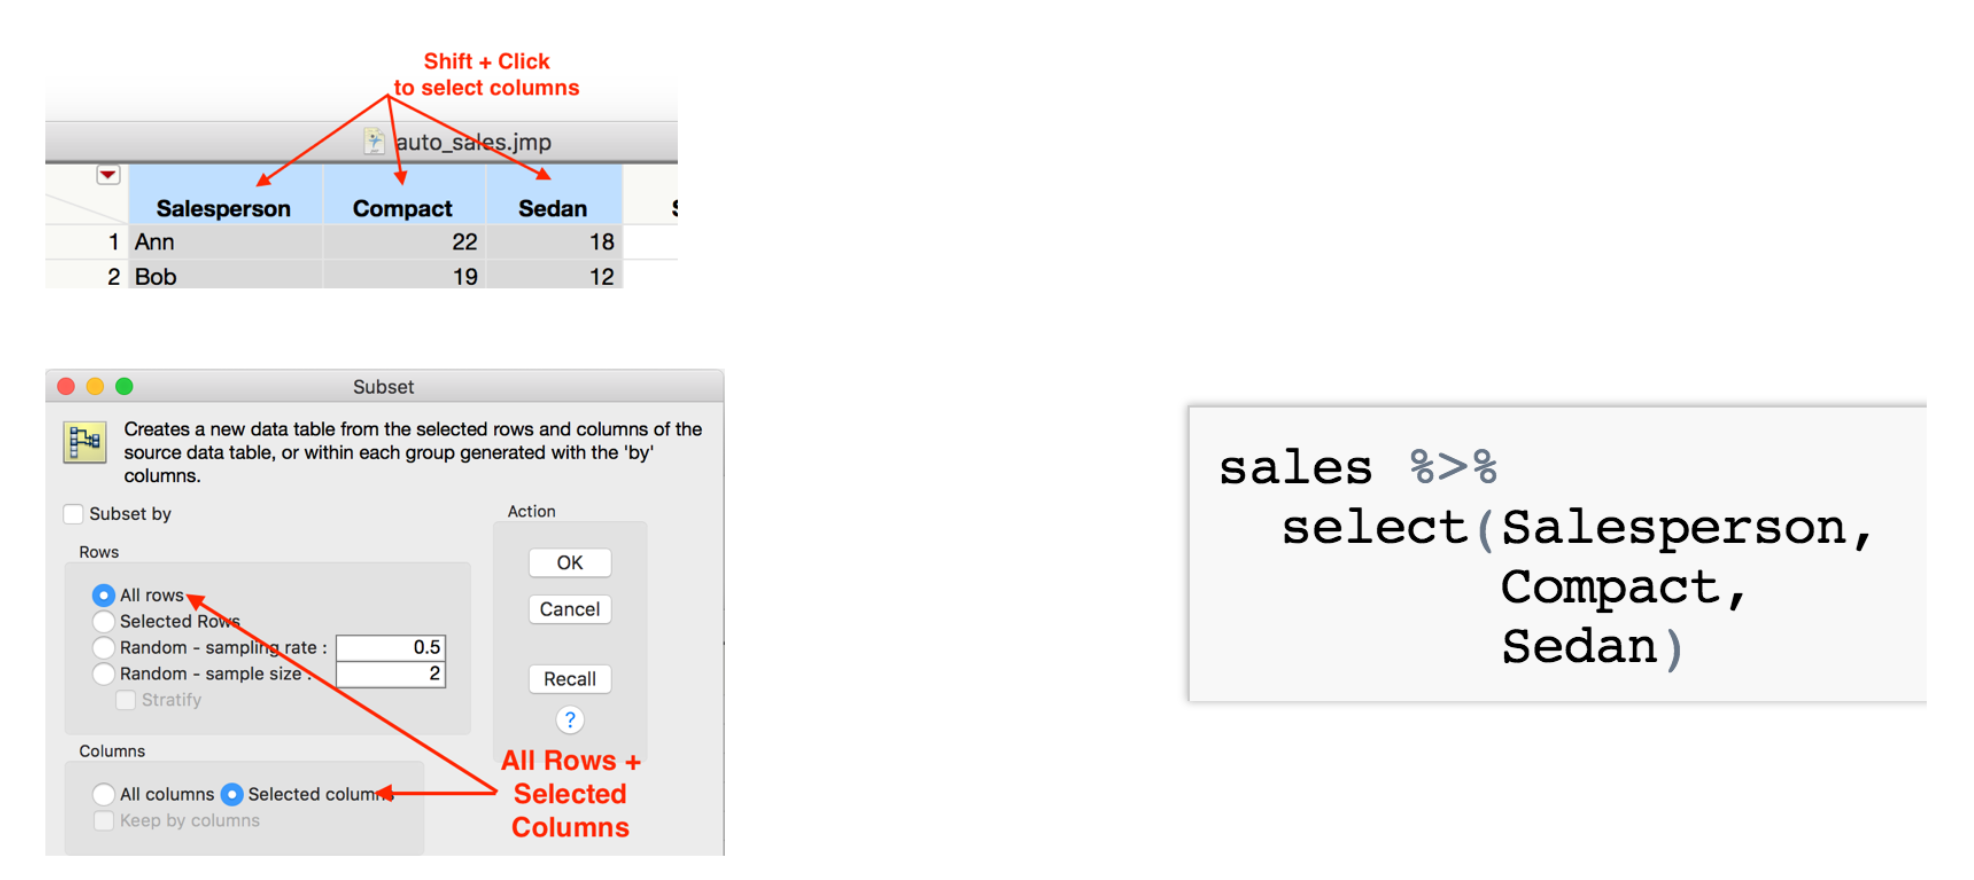 Shift + Click
to select columns
auto_sales.jmp
Salesperson Compact Sedan
1 Ann 22 18
2 Bob 19 12
Subset
Creates a new data table from the selected rows and columns of the
source data table, or within each group generated with the 'by'
columns.
Subset by
Action
Rows
OK
All rows
Cancel
Selected Rows
Random - sampling rate : 0.5
Random - sample size : 2
Recall
Stratify
?
Columns
All columns Selected columns
Keep by columns
All Rows +
Selected
Columns
sales %>%
select(Salesperson,
Compact,
Sedan)